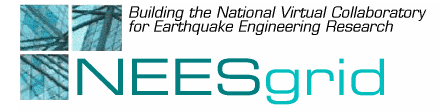 Building the National Virtual Collaboratory
for Earthquake Engineering Research
NEESgrid